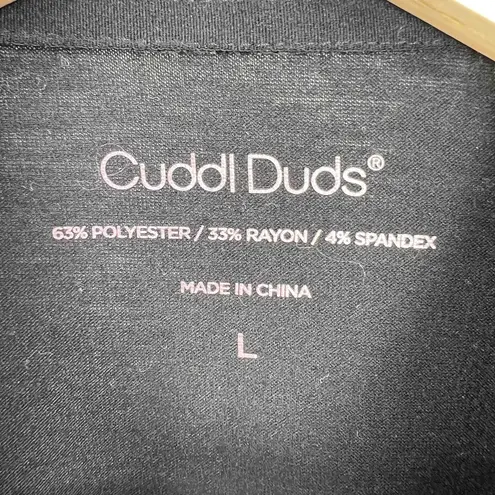 Cuddl Duds®
63% POLYESTER / 33% RAYON / 4% SPANDEX
MADE IN CHINA
L